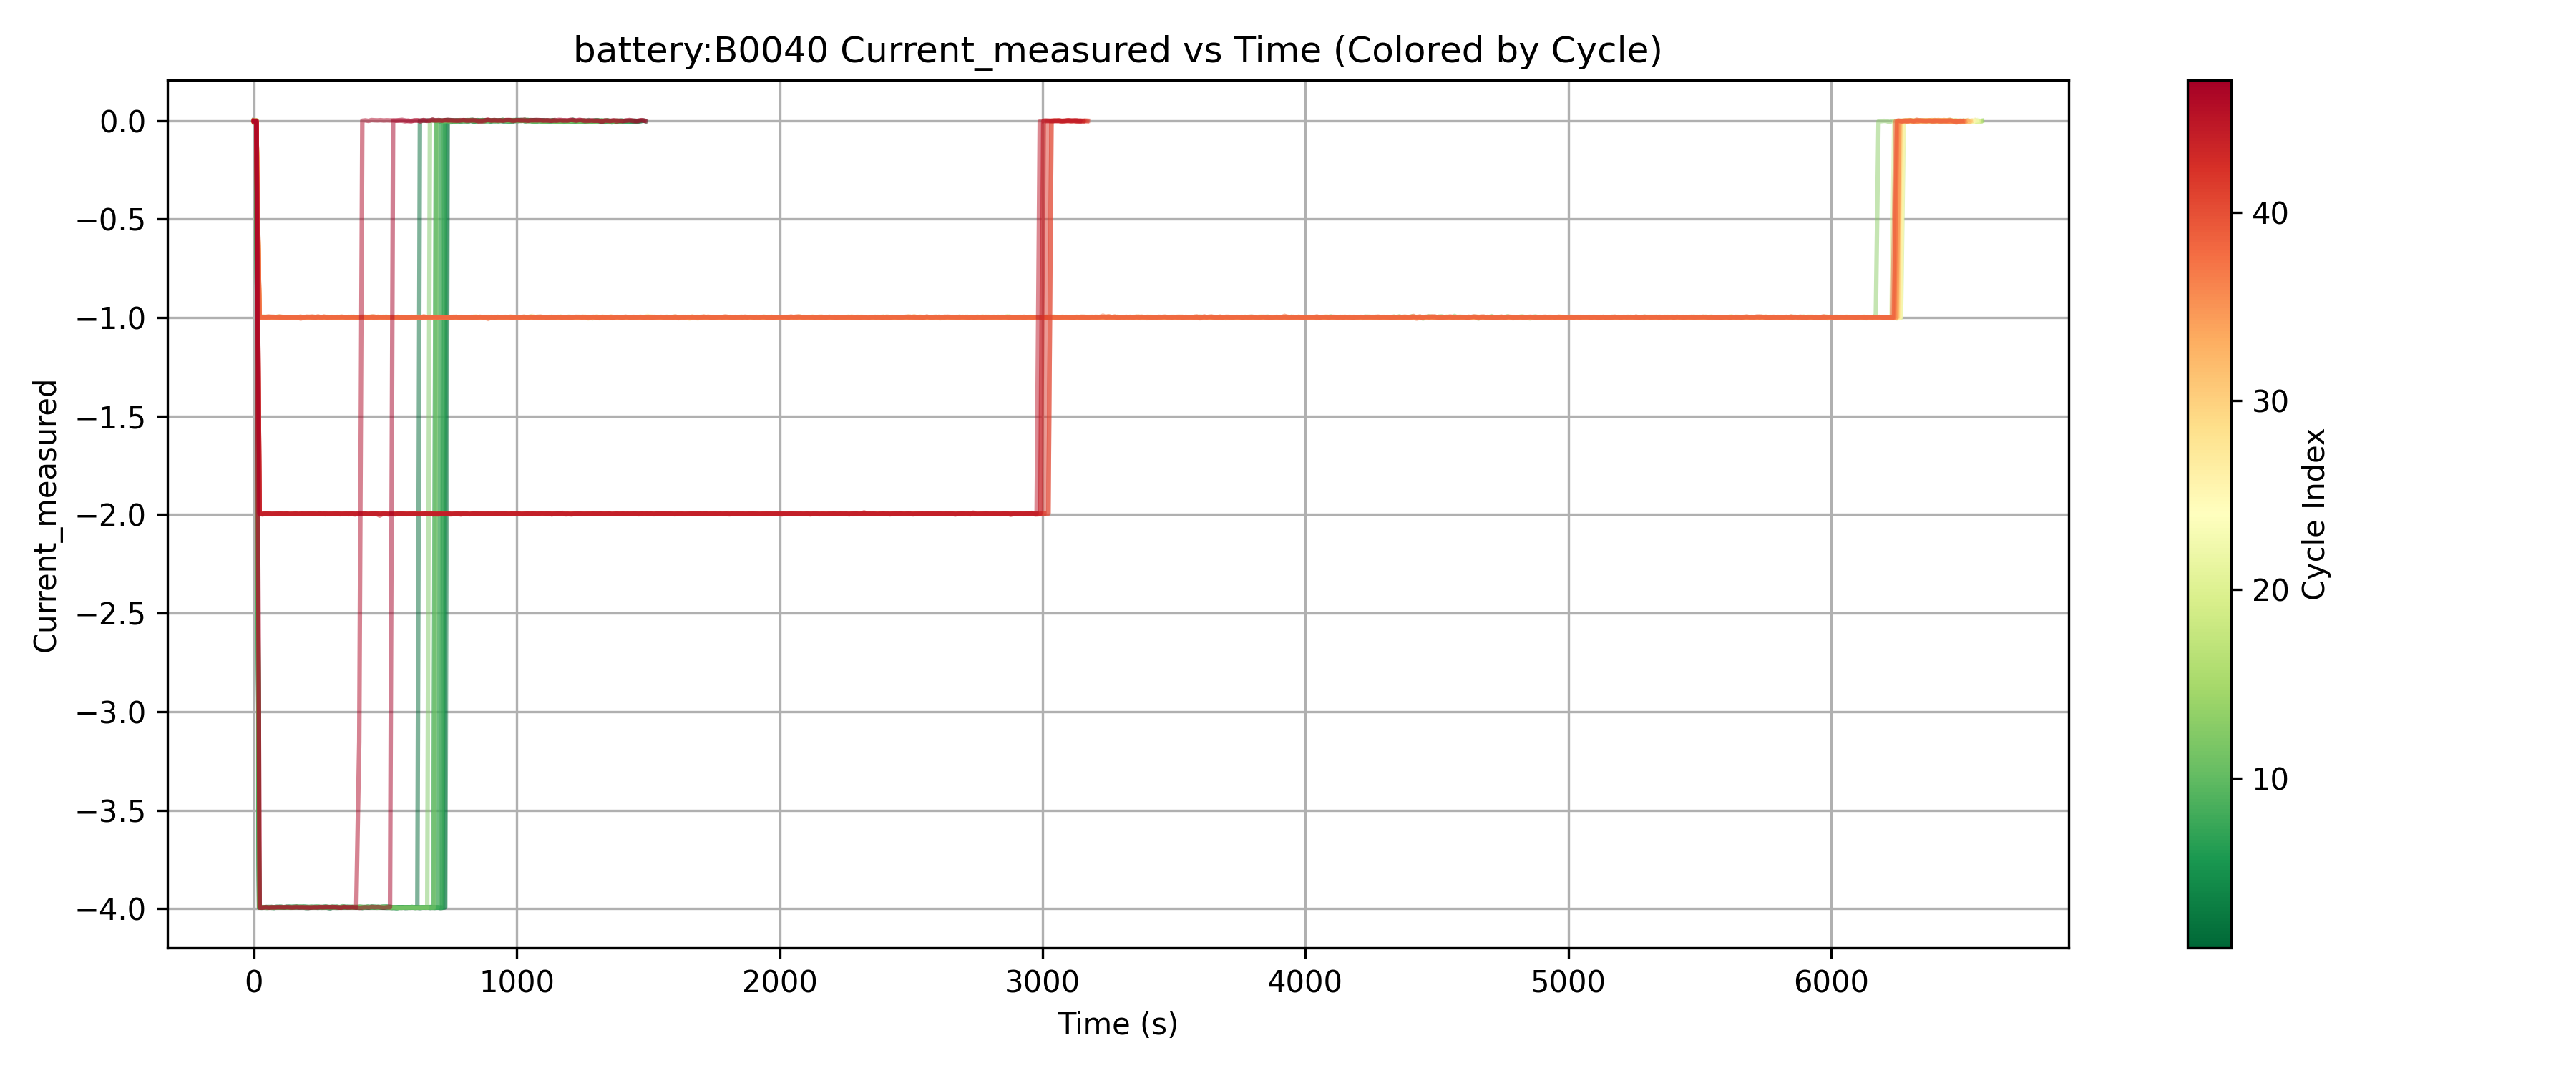 battery:B0040 Current_measured vs Time (Colored by Cycle)
Current_measured
0.0
−0.5
−1.0
−1.5
−2.0
−2.5
−3.0
−3.5
−4.0
0 1000 2000 3000 4000 5000 6000
Time (s)
40
30
20
10
Cycle Index